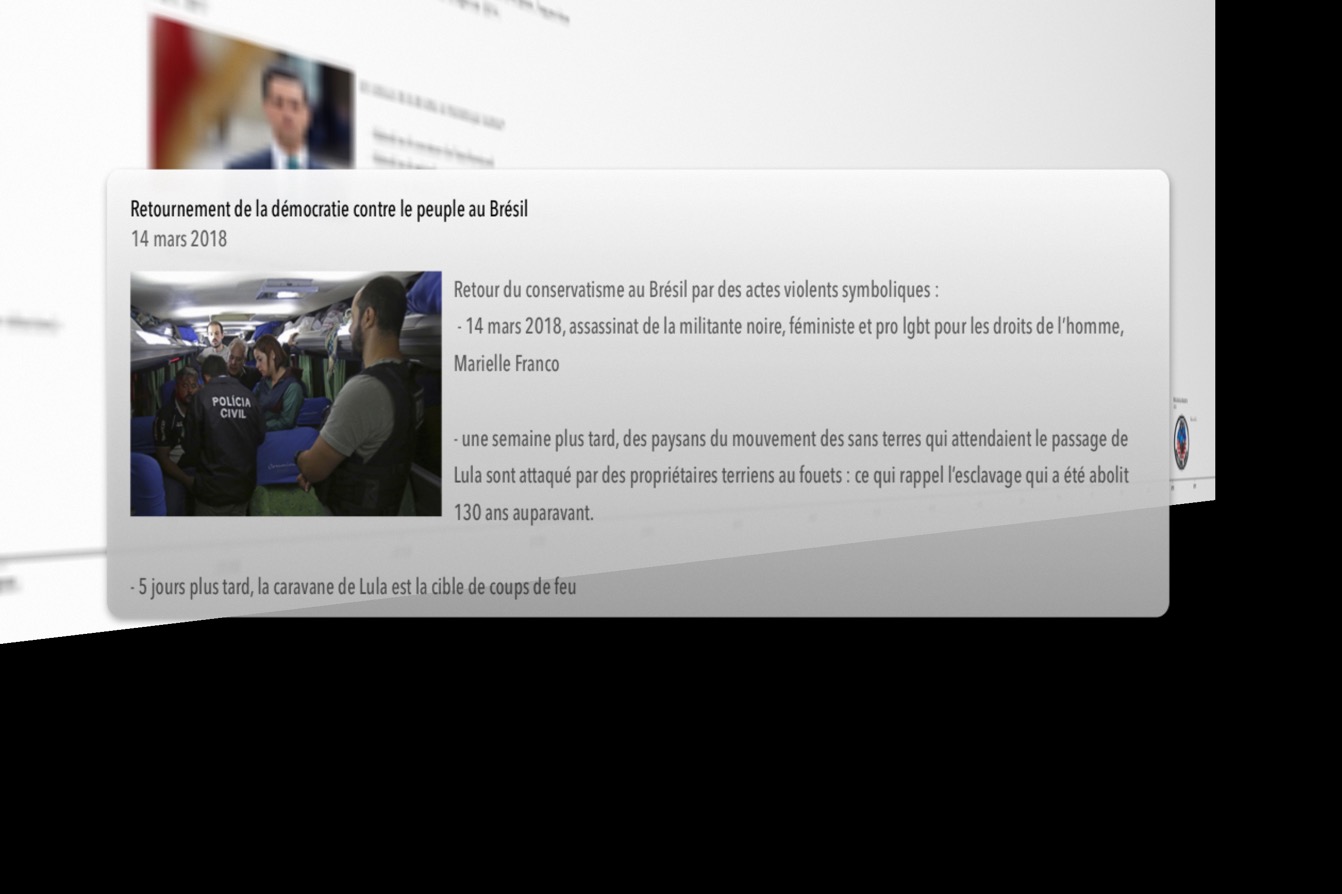 Retournement de la démocratie contre le peuple au Brésil
14 mars 2018
POLÍCIA
CIVIL
Retour du conservatisme au Brésil par des actes violents symboliques :
- 14 mars 2018, assassinat de la militante noire, féministe et pro lgbt pour les droits de l'homme,
Marielle Franco
- une semaine plus tard, des paysans du mouvement des sans terres qui attendaient le passage de
Lula sont attaqué par des propriétaires terriens au fouets : ce qui rappel l'esclavage qui a été abolit
130 ans auparavant.
- 5 jours plus tard, la caravane de Lula est la cible de coups de feu